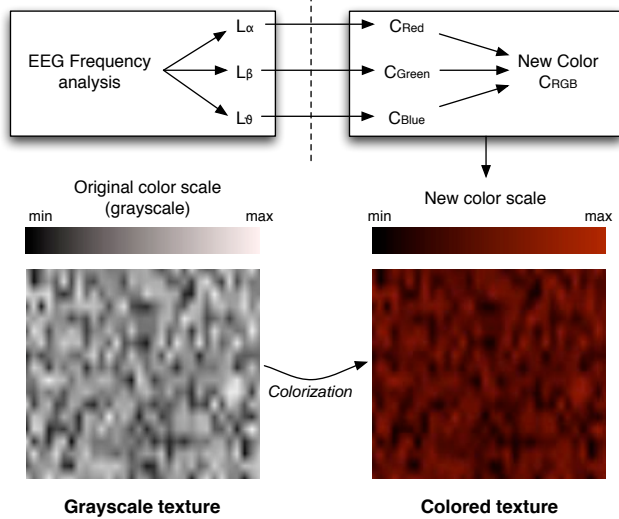 EEG Frequency
analysis
Lα
Lβ
Lϑ
CRed
CGreen
CBlue
New Color
CRGB
Original color scale
(grayscale)
min
max
New color scale
min
max
Colorization
Grayscale texture
Colored texture